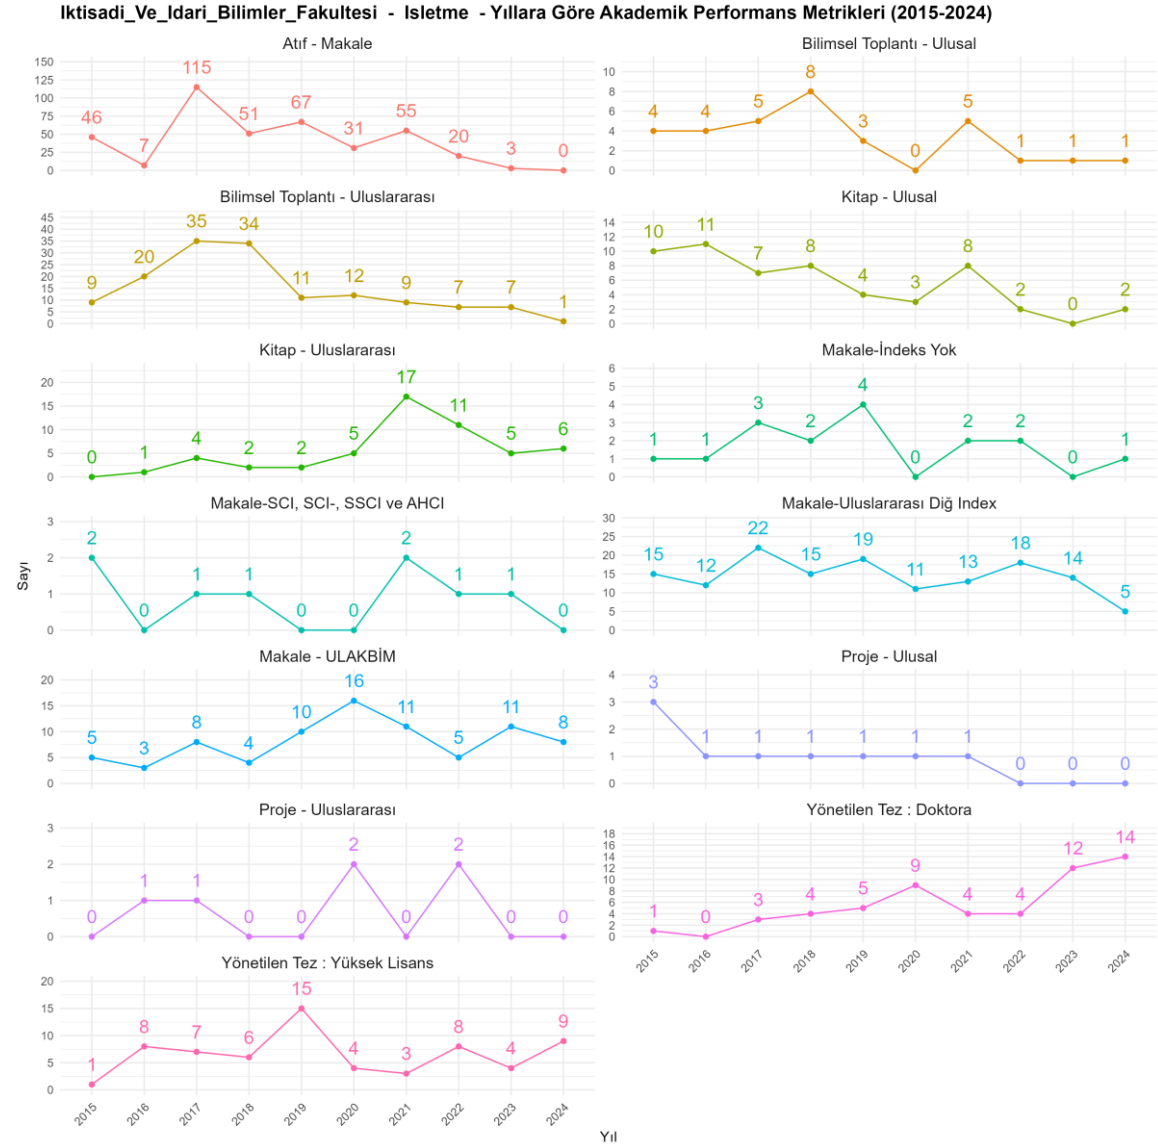 Iktisadi_Ve_Idari_Bilimler_Fakultesi - Isletme - Yıllara Göre Akademik Performans Metrikleri (2015-2024)
Atıf - Makale
150
125
100
75
50
25
0
46 7 115 51 67 31 55 20 3 0
Bilimsel Toplantı - Ulusal
10
8
6
4
2
0
4 4 5 8 3 0 5 1 1 1
Bilimsel Toplantı - Uluslararası
45
40
35
30
25
20
15
10
5
0
9 20 35 34 11 12 9 7 7 1
Kitap - Ulusal
14
12
10
8
6
4
2
0
10 11 7 8 4 3 8 2 0 2
Kitap - Uluslararası
20
15
10
5
0
0 1 4 2 2 5 17 11 5 6
Makale-İndeks Yok
6
5
4
3
2
1
0
1 1 3 2 4 0 2 2 0 1
Makale-SCI, SCI-, SSCI ve AHCI
3
2
1
0
2 0 1 1 0 0 2 1 1 0
Makale-Uluslararası Diğ Index
30
25
20
15
10
5
0
15 12 22 15 19 11 13 18 14 5
Sayı
Makale - ULAKBİM
20
15
10
5
0
5 3 8 4 10 16 11 5 11 8
Proje - Ulusal
4
3
2
1
0
3 1 1 1 1 1 1 0 0 0
Proje - Uluslararası
3
2
1
0
0 1 1 0 0 2 0 2 0 0
Yönetilen Tez : Doktora
18
16
14
12
10
8
6
4
2
0
1 0 3 4 5 9 4 4 12 14
2015 2016 2017 2018 2019 2020 2021 2022 2023 2024
Yönetilen Tez : Yüksek Lisans
20
15
10
5
0
1 8 7 6 15 4 3 8 4 9
2015 2016 2017 2018 2019 2020 2021 2022 2023 2024
Yıl